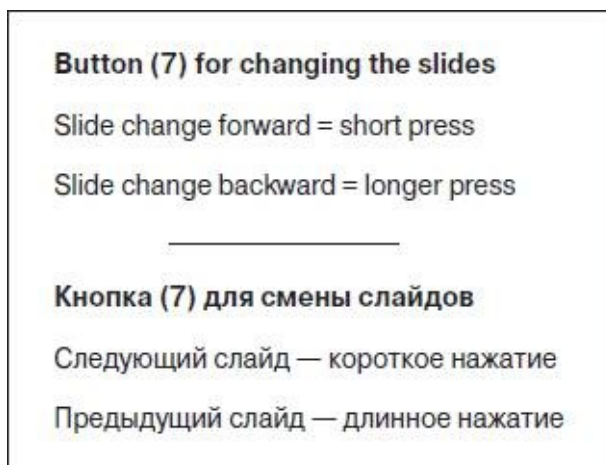 Button (7) for changing the slides
Slide change forward = short press
Slide change backward = longer press
Кнопка (7) для смены слайдов
Следующий слайд — короткое нажатие
Предыдущий слайд — длинное нажатие